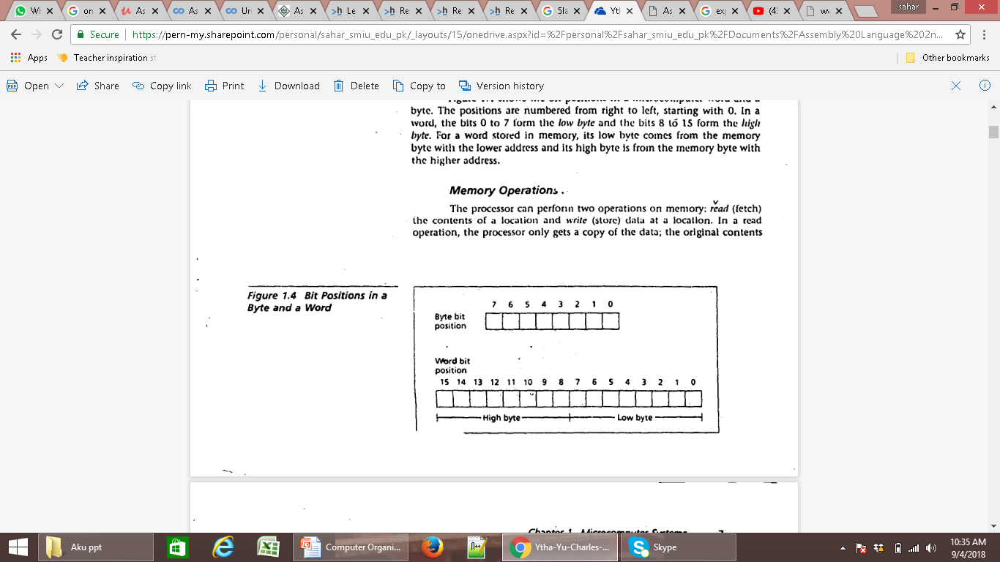 Wl
on
As
As
Un
As
Le
Re
Re
Re
5la
Ytl
As
exp
(4
wv
sahar
Secure
https://pern-my.sharepoint.com/personal/sahar_smiu_edu_pk/_layouts/15/onedrive.aspx?id=%2Fpersonal%2Fsahar_smiu_edu_pk%2FDocuments%2FAssembly%20Language%202n...
Apps
Teacher inspiration st
Other bookmarks
Open
Share
Copy link
Print
Download
Delete
Copy to
Version history
byte. The positions are numbered from right to left, starting with 0. In a
word, the bits 0 to 7 form the low byte and the bits 8 to 15 form the high
byte. For a word stored in memory, its low byte comes from the memory
byte with the lower address and its high byte is from the memory byte with
the higher address.
Memory Operations.
The processor can perform two operations on memory: read (fetch)
the contents of a location and write (store) data at a location. In a read
operation, the processor only gets a copy of the data; the original contents
Figure 1.4 Bit Positions in a
Byte and a Word
7 6 5 4 3 2 1 0
Byte bit
position
Word bit
position
15 14 13 12 11 10 9 8 7 6 5 4 3 2 1 0
High byte
Low byte
Chapter 1 Microcomputer Systems
Aku ppt
Computer Organi...
Ytha-Yu-Charles-...
Skype
10:35 AM
9/4/2018